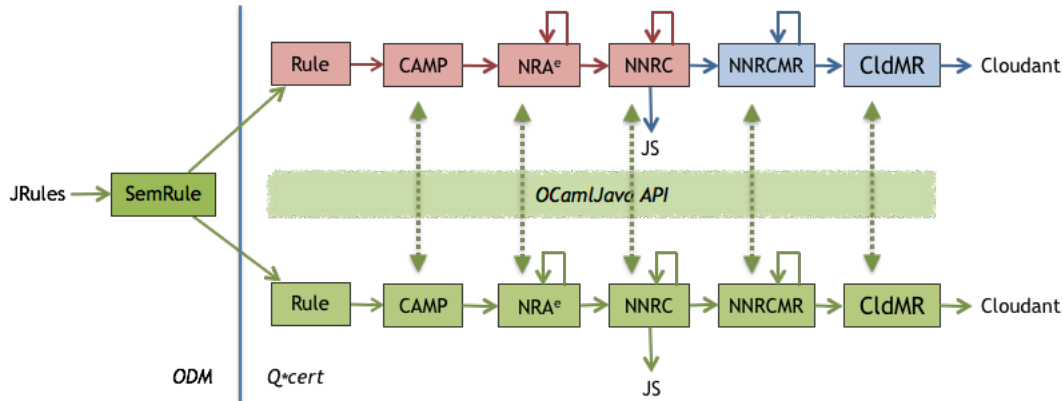 Rule CAMP NRAᵉ NNRC NNRCMR CldMR Cloudant
JS
JRules SemRule OCamlJava API
Rule CAMP NRAᵉ NNRC NNRCMR CldMR Cloudant
ODM Q*cert JS